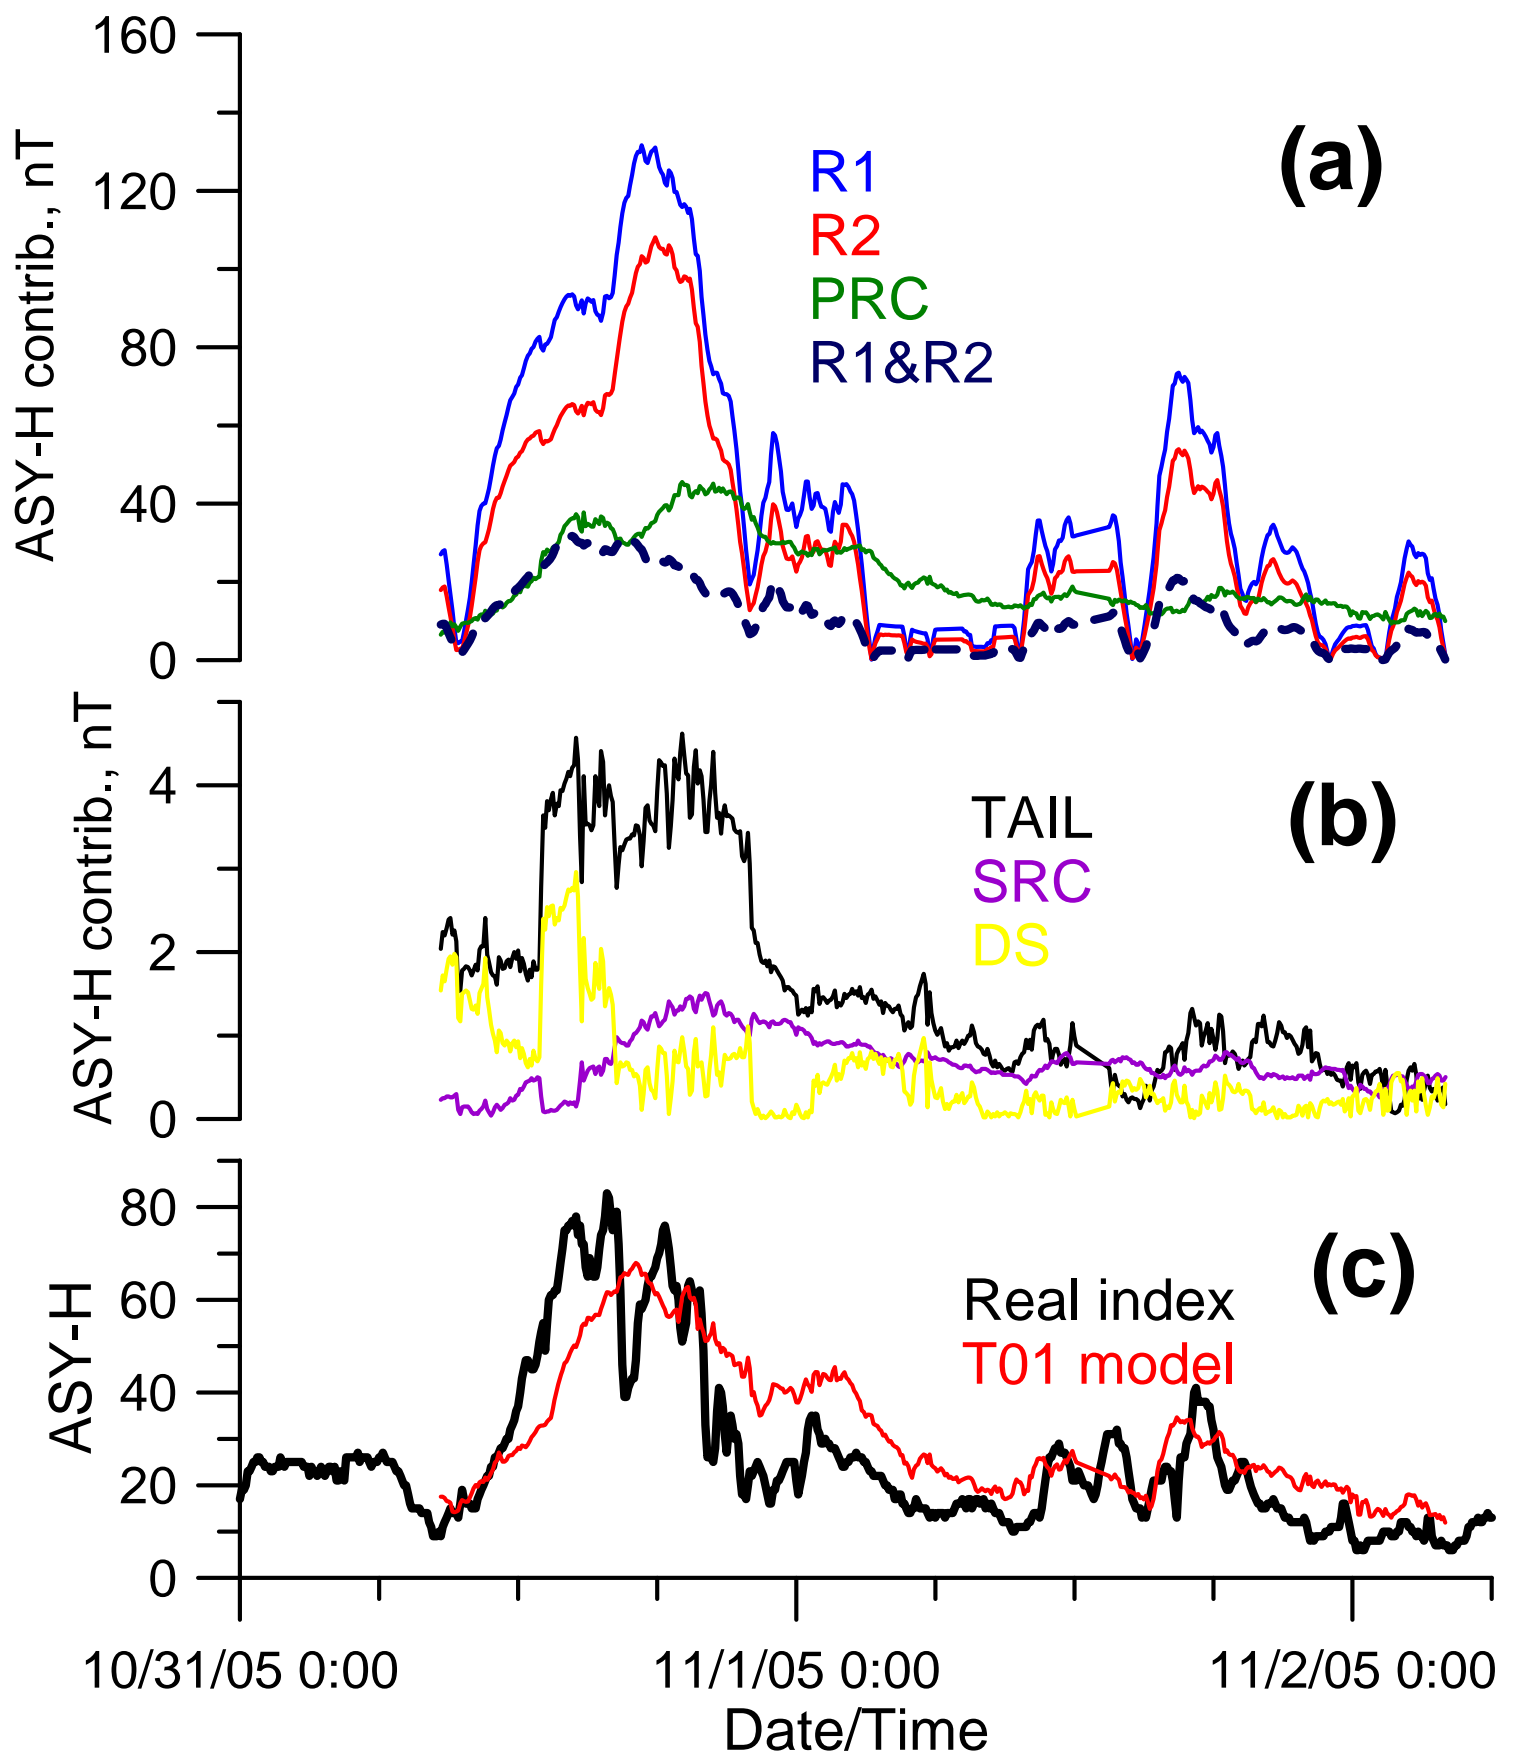 160
120
80
40
0
ASY-H contrib., nT
(a)
R1
R2
PRC
R1&R2
4
2
0
ASY-H contrib., nT
(b)
TAIL
SRC
DS
80
60
40
20
0
ASY-H
(c)
Real index
T01 model
10/31/05 0:00
11/1/05 0:00
11/2/05 0:00
Date/Time